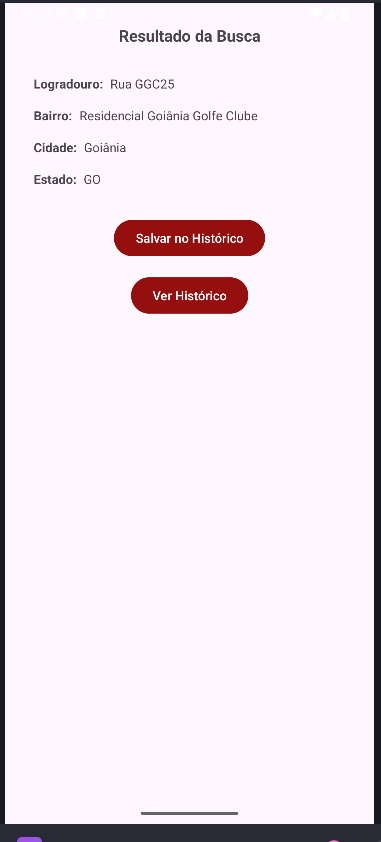 Resultado da Busca
Logradouro: Rua GGC25
Bairro: Residencial Goiânia Golfe Clube
Cidade: Goiânia
Estado: GO
Salvar no Histórico
Ver Histórico